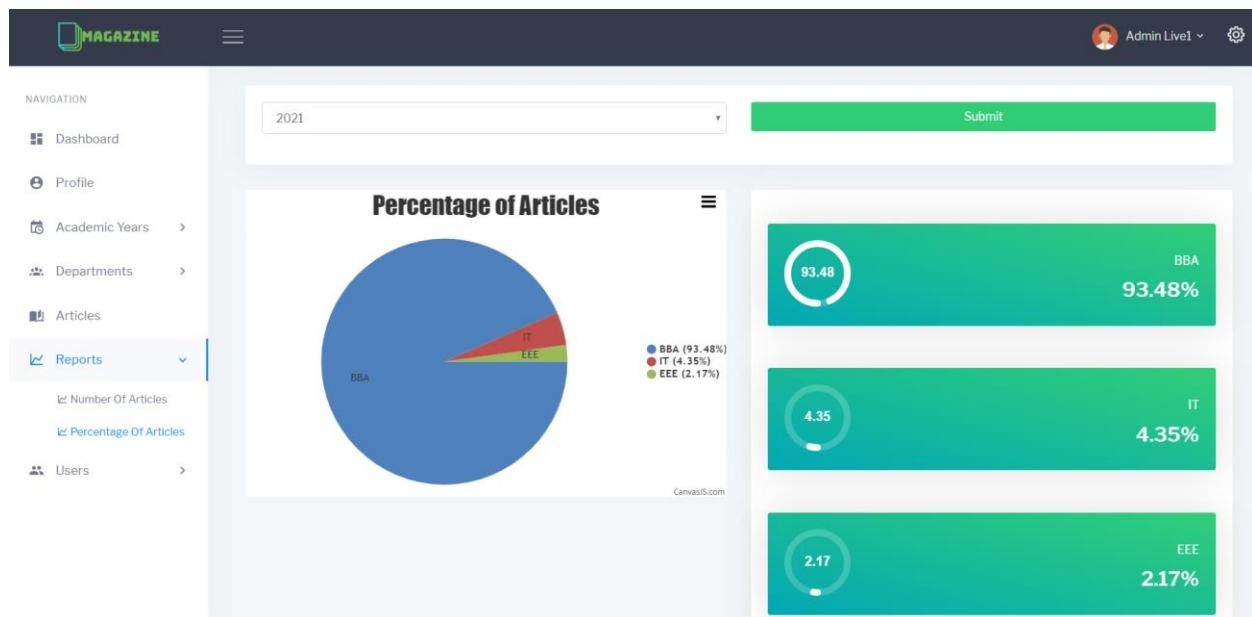 MAGAZINE
Admin Live1
NAVIGATION
Dashboard
Profile
Academic Years
Departments
Articles
Reports
Number Of Articles
Percentage Of Articles
Users
2021
Submit
Percentage of Articles
IT
EEE
BBA
BBA (93.48%)
IT (4.35%)
EEE (2.17%)
CanvasJS.com
93.48
BBA
93.48%
4.35
IT
4.35%
2.17
EEE
2.17%